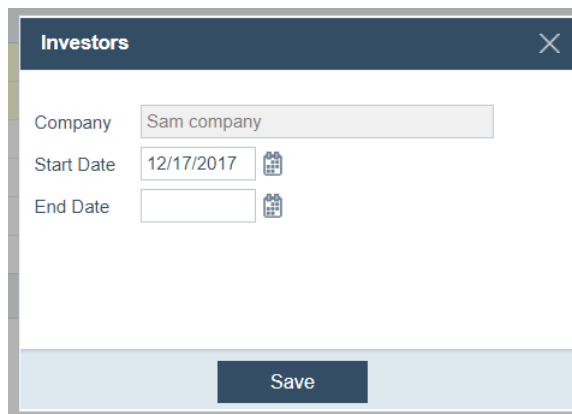 Investors
Company Sam company
Start Date 12/17/2017
End Date
Save